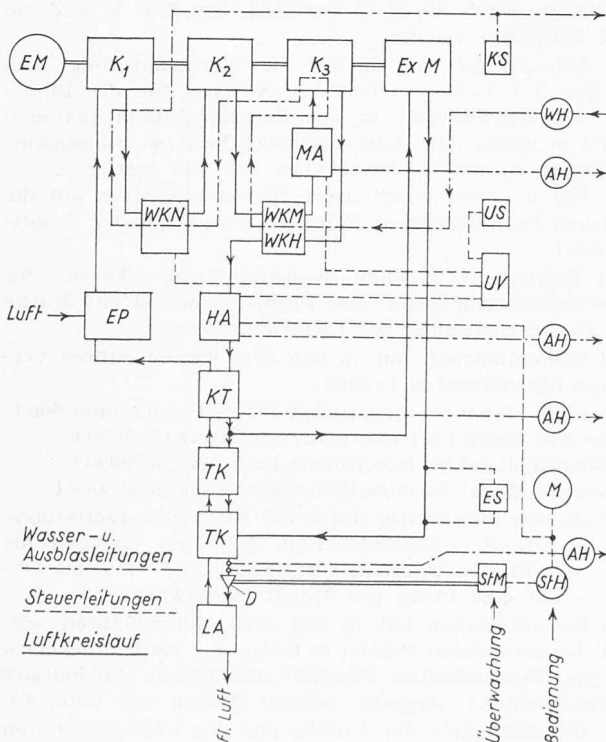 EM
K1
K2
K3
Ex M
KS
WH
MA
AH
WKN
WKM
WKH
US
UV
Luft
EP
HA
AH
KT
AH
TK
ES
M
TK
AH
Wasser- u.
Ausblasleitungen
D
StM
StH
Steuerleitungen
LA
Luftkreislauf
Fl Luft
Überwachung
Bedienung